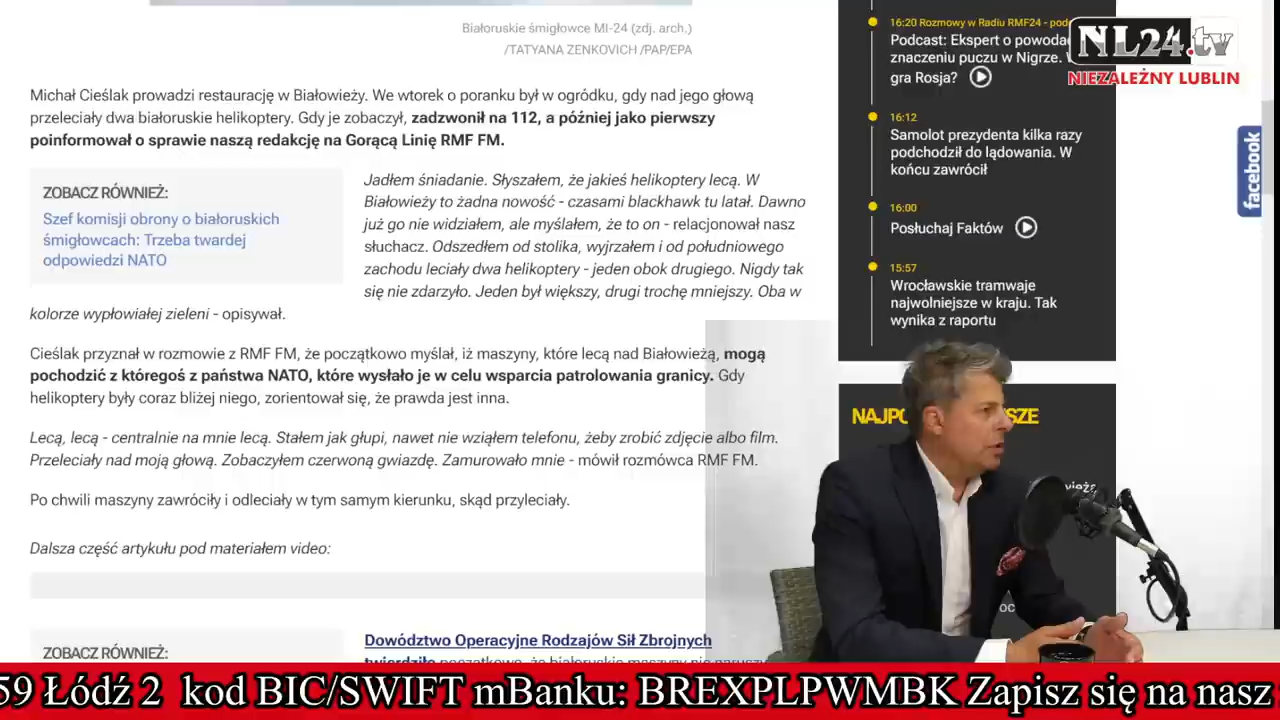 Białoruskie śmigłowce MI-24 (zdj. arch.)
/TATYANA ZENKOVICH /PAP/EPA
Michał Cieślak prowadzi restaurację w Białowieży. We wtorek o poranku był w ogródku, gdy nad jego głową
przeleciały dwa białoruskie helikoptery. Gdy je zobaczył, zadzwonił na 112, a później jako pierwszy
poinformował o sprawie naszą redakcję na Gorącą Linię RMF FM.
ZOBACZ RÓWNIEŻ:
Szef komisji obrony o białoruskich
śmigłowcach: Trzeba twardej
odpowiedzi NATO
Jadłem śniadanie. Słyszałem, że jakieś helikoptery lecą. W
Białowieży to żadna nowość - czasami blackhawk tu latał. Dawno
już go nie widziałem, ale myślałem, że to on - relacjonował nasz
słuchacz. Odszedłem od stolika, wyjrzałem i od południowego
zachodu leciały dwa helikoptery - jeden obok drugiego. Nigdy tak
się nie zdarzyło. Jeden był większy, drugi trochę mniejszy. Oba w
kolorze wypłowiałej zieleni - opisywał.
Cieślak przyznał w rozmowie z RMF FM, że początkowo myślał, iż maszyny, które lecą nad Białowieżą, mogą
pochodzić z któregoś z państwa NATO, które wysłało je w celu wsparcia patrolowania granicy. Gdy
helikoptery były coraz bliżej niego, zorientował się, że prawda jest inna.
Lecą, lecą - centralnie na mnie lecą. Stałem jak głupi, nawet nie wziąłem telefonu, żeby zrobić zdjęcie albo film.
Przeleciały nad moją głową. Zobaczyłem czerwoną gwiazdę. Zamurowało mnie - mówił rozmówca RMF FM.
Po chwili maszyny zawróciły i odleciały w tym samym kierunku, skąd przyleciały.
Dalsza część artykułu pod materiałem video:
ZOBACZ RÓWNIEŻ:
Dowództwo Operacyjne Rodzajów Sił Zbrojnych
twierdziło początkowo, że białoruskie maszyny nie
16:20 Rozmowy w Radiu RMF24 -
Podcast: Ekspert o
znaczeniu puczu w Nigrze.
gra Rosja?
16:12
Samolot prezydenta kilka razy
podchodził do lądowania. W
końcu zawrócił
16:00
Posłuchaj Faktów
15:57
Wrocławskie tramwaje
najwolniejsze w kraju. Tak
wynika z raportu
NL24.tv
NIEZALEŻNY LUBLIN
facebook
59 Łódź 2 kod BIC/SWIFT mBanku: BREXPLPWMBK Zapisz się na nasz